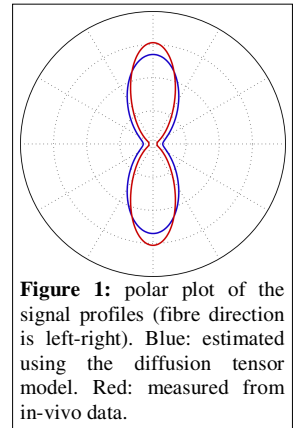 Figure 1: polar plot of the
signal profiles (fibre direction
is left-right). Blue: estimated
using the diffusion tensor
model. Red: measured from
in-vivo data.